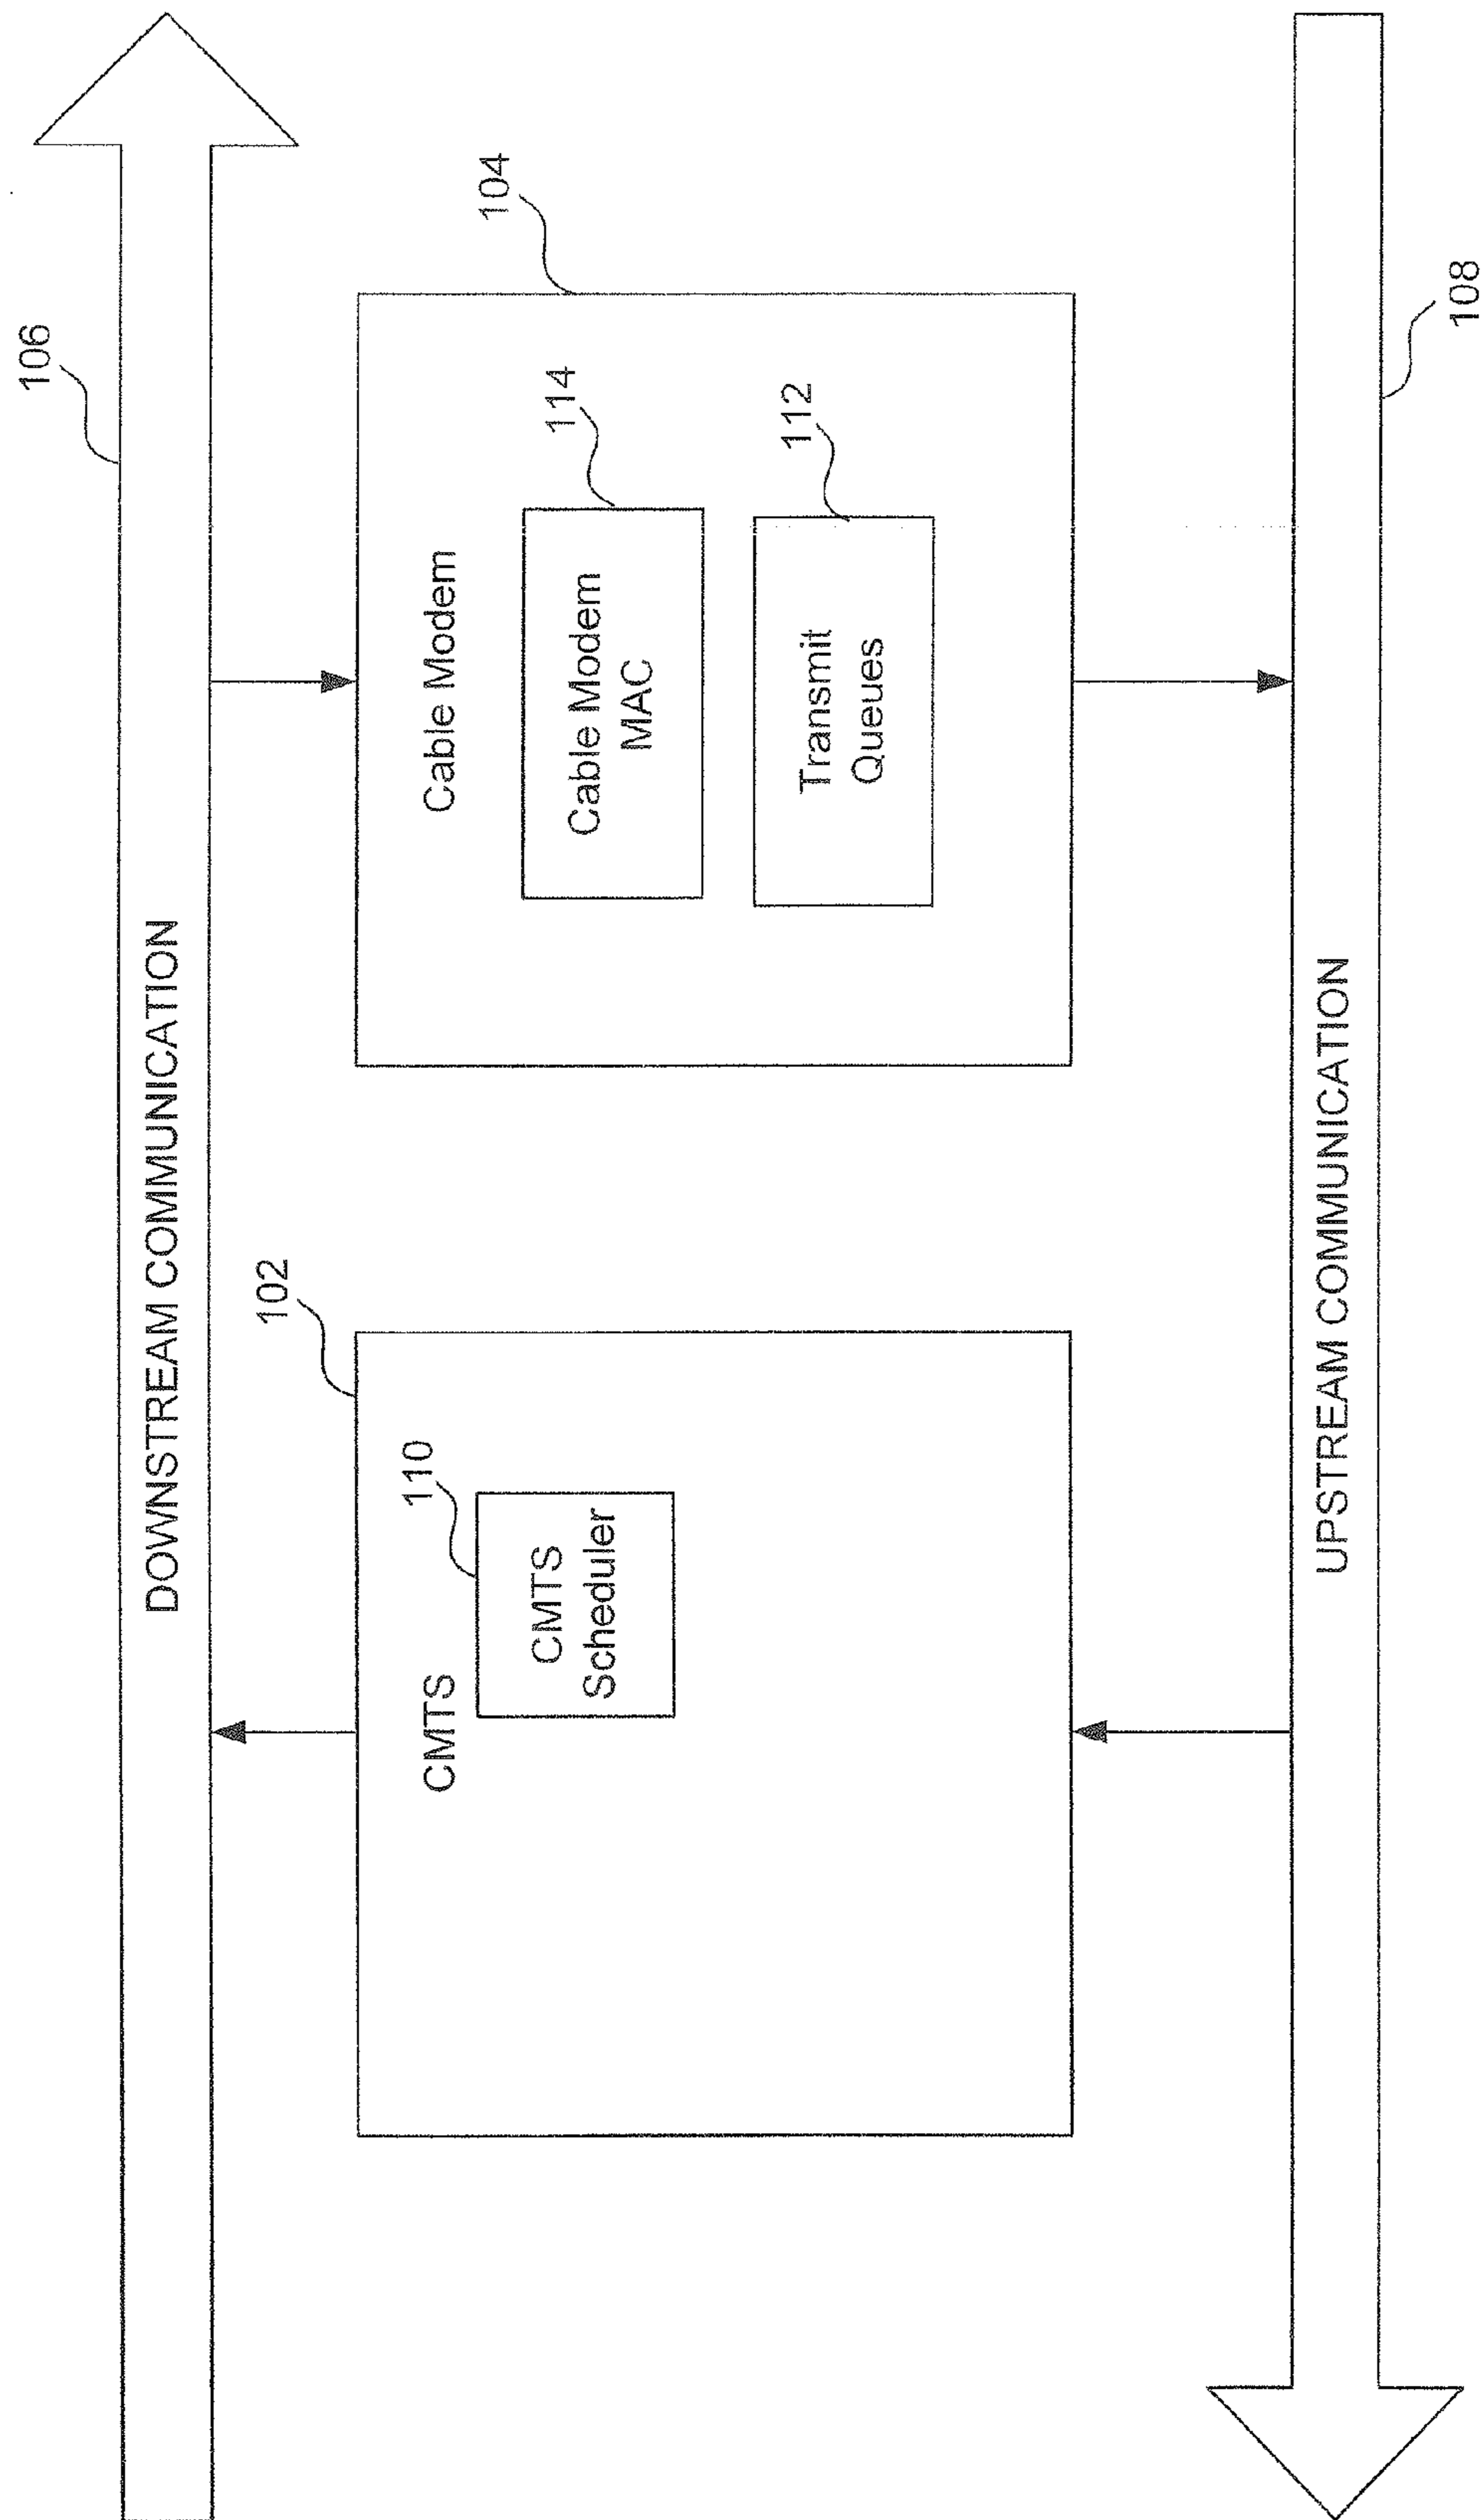 106
DOWNSTREAM COMMUNICATION
102
104
CMTS
110
CMTS
Scheduler
Cable Modem
114
Cable Modem
MAC
112
Transmit
Queues
UPSTREAM COMMUNICATION
108